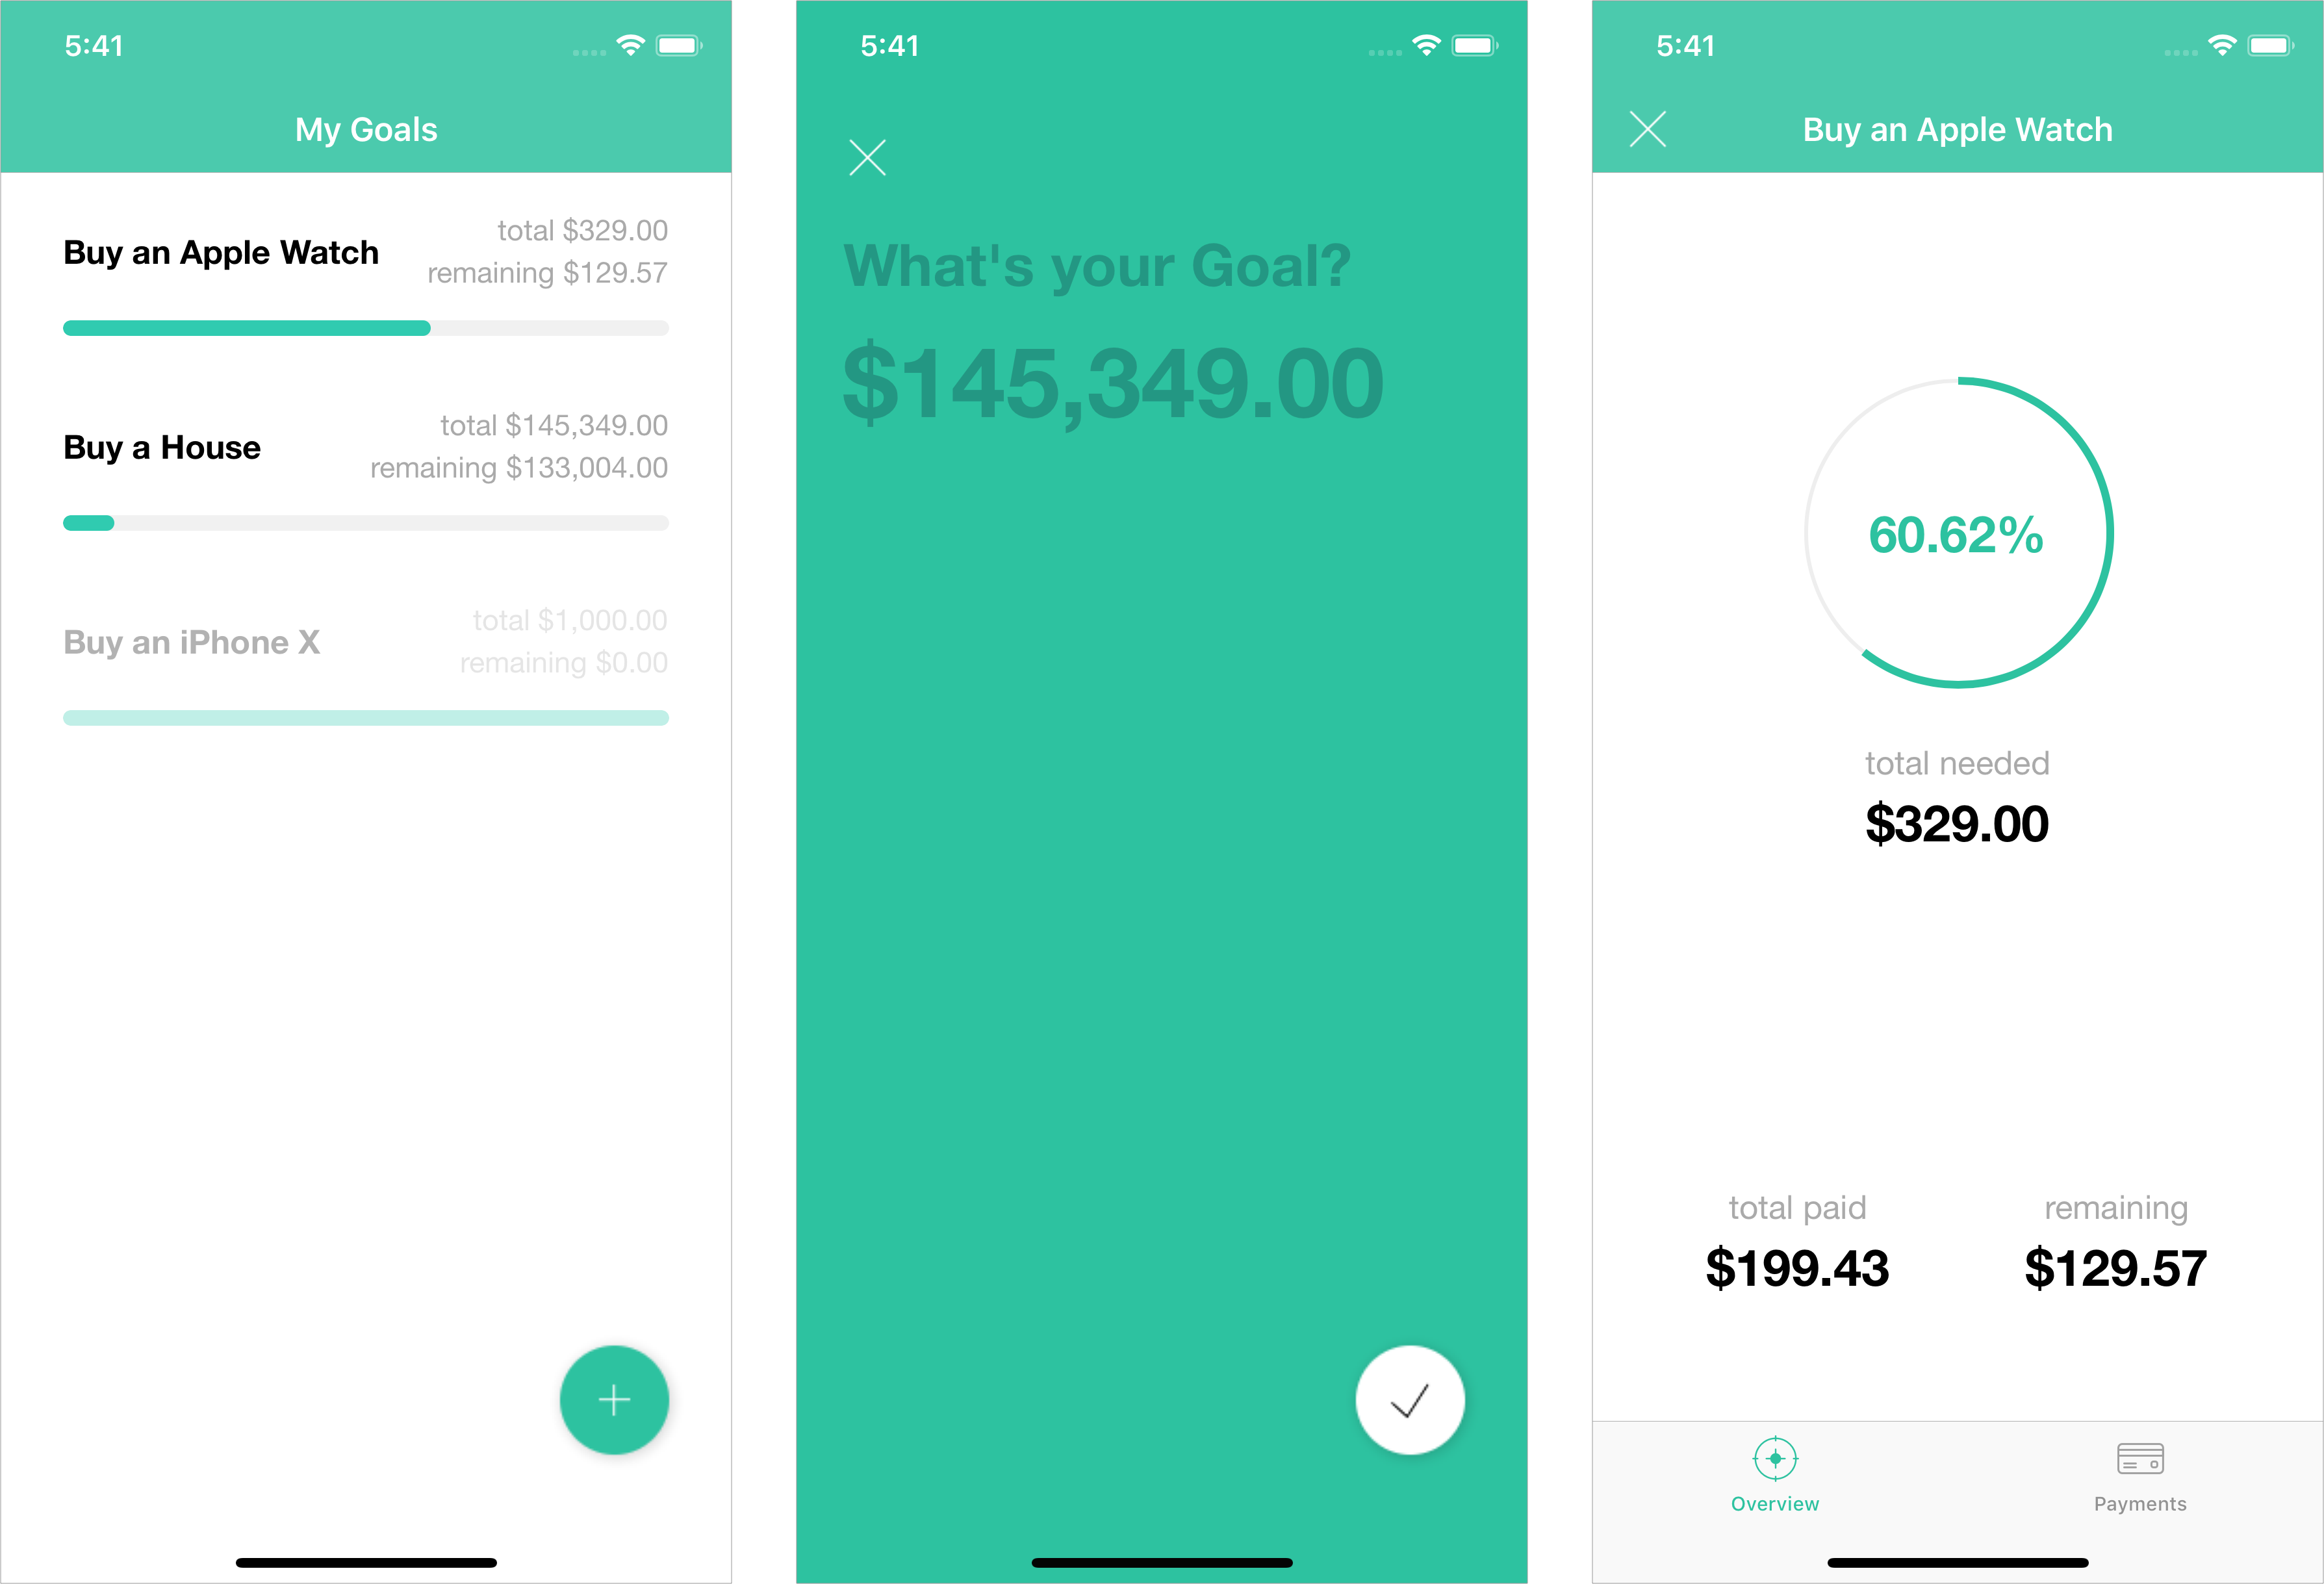 5:41
My Goals
Buy an Apple Watch
total $329.00
remaining $129.57
Buy a House
total $145,349.00
remaining $133,004.00
Buy an iPhone X
total $1,000.00
remaining $0.00
5:41
What's your Goal?
$145,349.00
5:41
Buy an Apple Watch
60.62%
total needed
$329.00
total paid
$199.43
remaining
$129.57
Overview
Payments